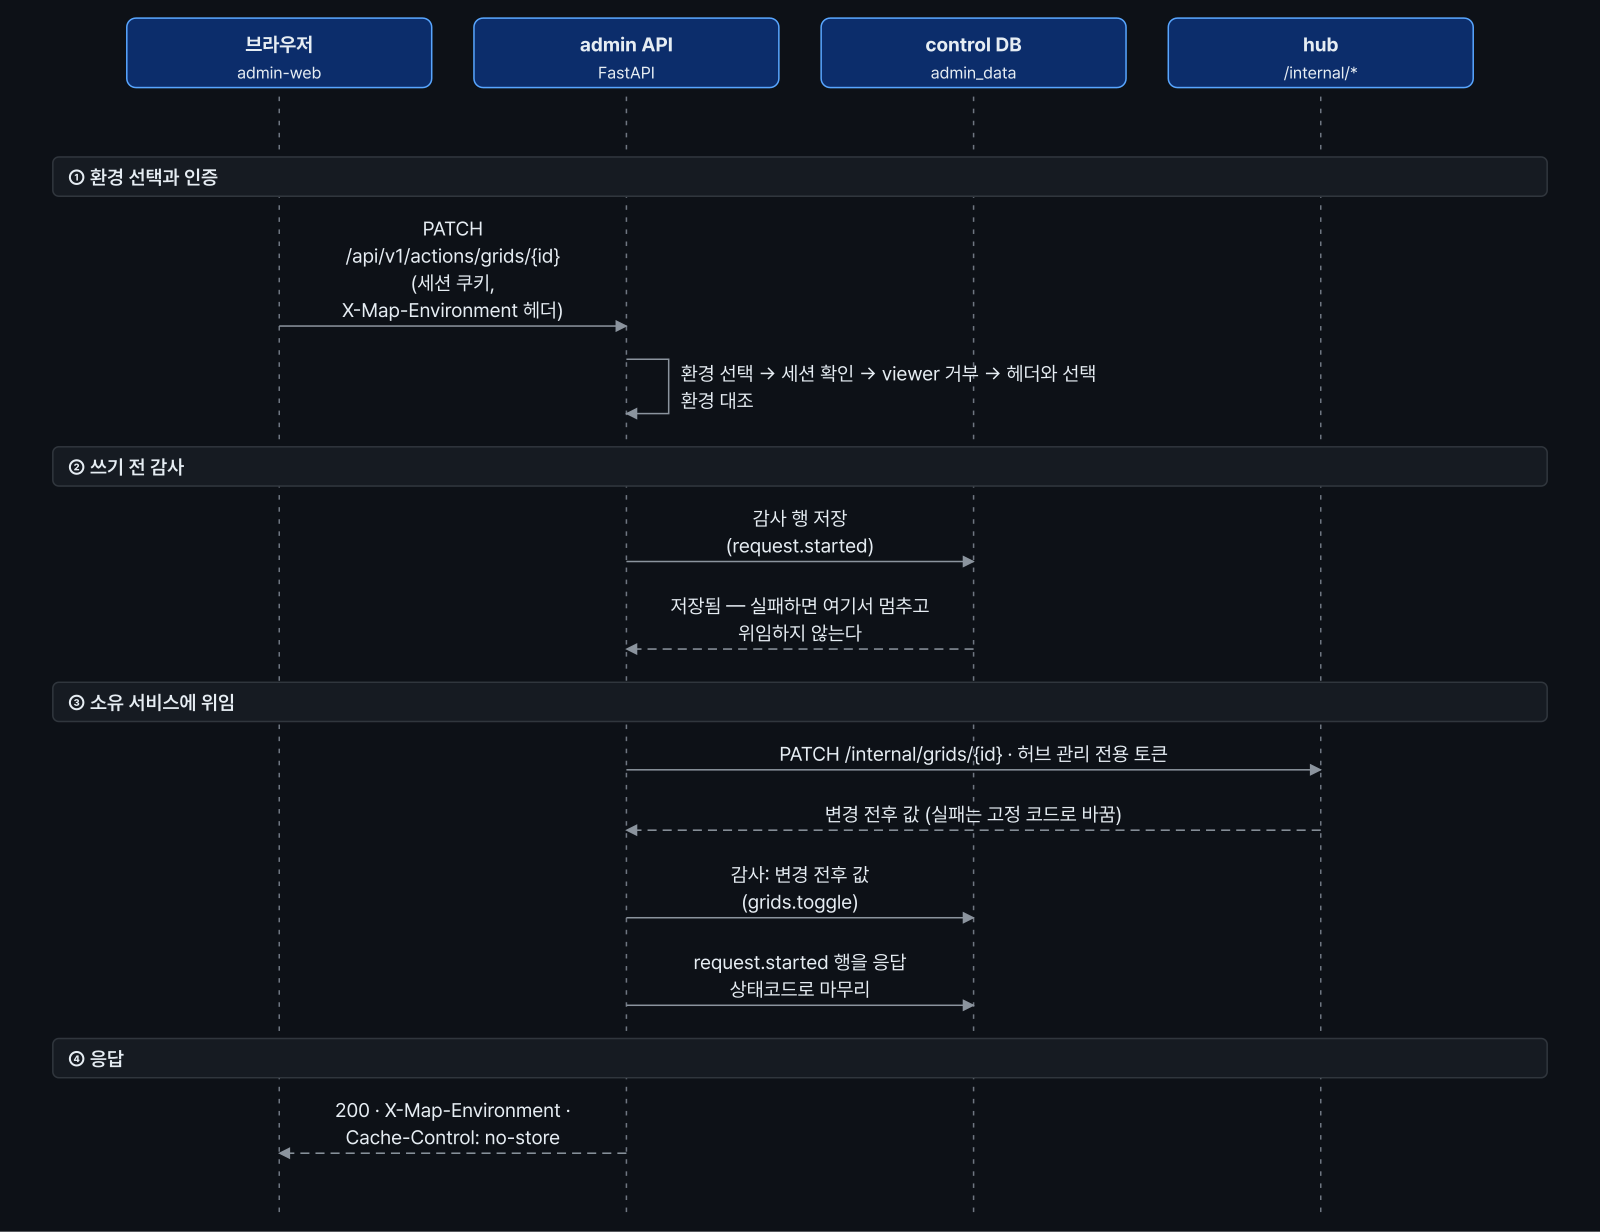 브라우저
admin-web
admin API
FastAPI
control DB
admin_data
hub
/internal/*
① 환경 선택과 인증
PATCH
/api/v1/actions/grids/{id}
(세션 쿠키,
X-Map-Environment 헤더)
환경 선택 → 세션 확인 → viewer 거부 → 헤더와 선택
환경 대조
② 쓰기 전 감사
감사 행 저장
(request.started)
저장됨 — 실패하면 여기서 멈추고
위임하지 않는다
③ 소유 서비스에 위임
PATCH /internal/grids/{id} · 허브 관리 전용 토큰
변경 전후 값 (실패는 고정 코드로 바꿈)
감사: 변경 전후 값
(grids.toggle)
request.started 행을 응답
상태코드로 마무리
④ 응답
200 · X-Map-Environment ·
Cache-Control: no-store